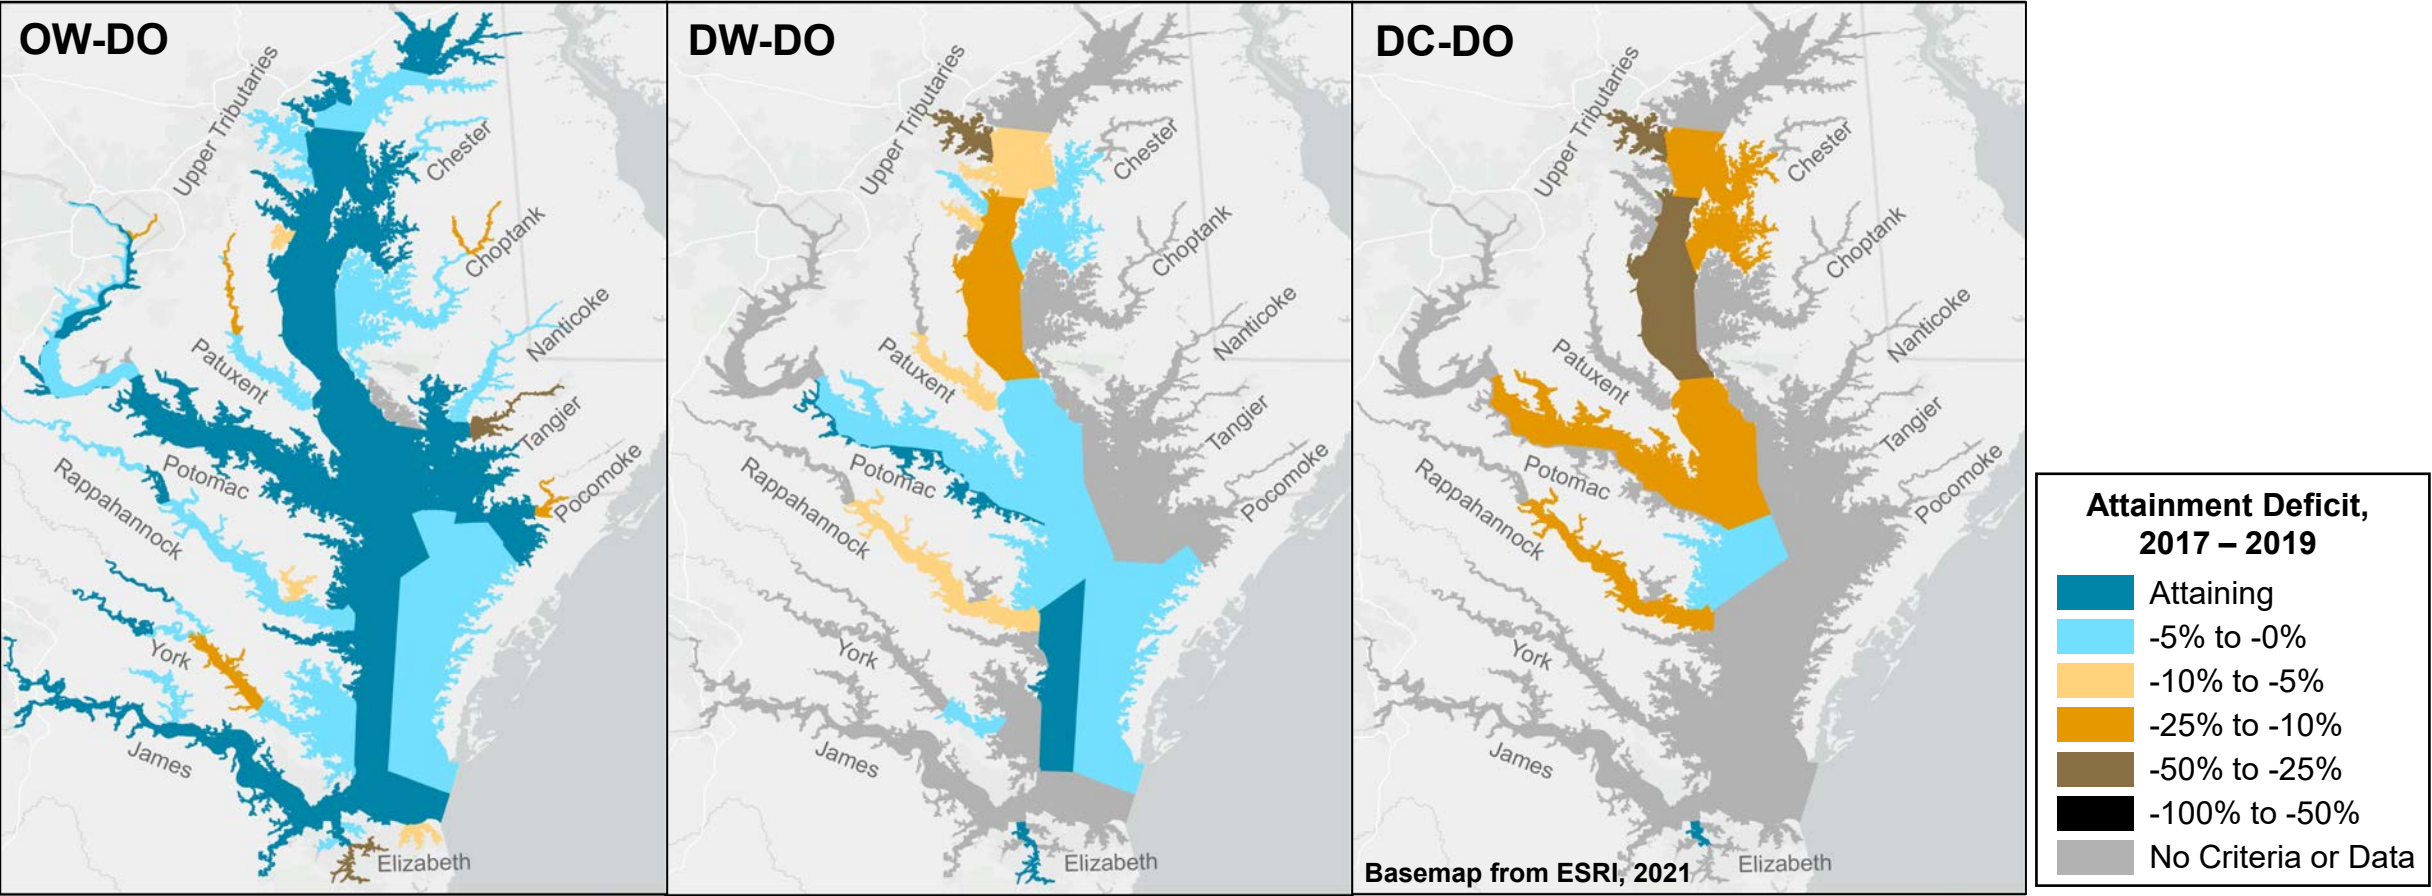 OW-DO
Upper Tributaries
Chester
Choptank
Nanticoke
Patuxent
Tangier
Potomac
Pocomoke
Rappahannock
York
James
Elizabeth
DW-DO
Upper Tributaries
Chester
Choptank
Nanticoke
Patuxent
Tangier
Potomac
Pocomoke
Rappahannock
York
James
Elizabeth
DC-DO
Upper Tributaries
Chester
Choptank
Nanticoke
Patuxent
Tangier
Potomac
Pocomoke
Rappahannock
York
James
Elizabeth
Basemap from ESRI, 2021
Attainment Deficit,
2017 – 2019
Attaining
-5% to -0%
-10% to -5%
-25% to -10%
-50% to -25%
-100% to -50%
No Criteria or Data